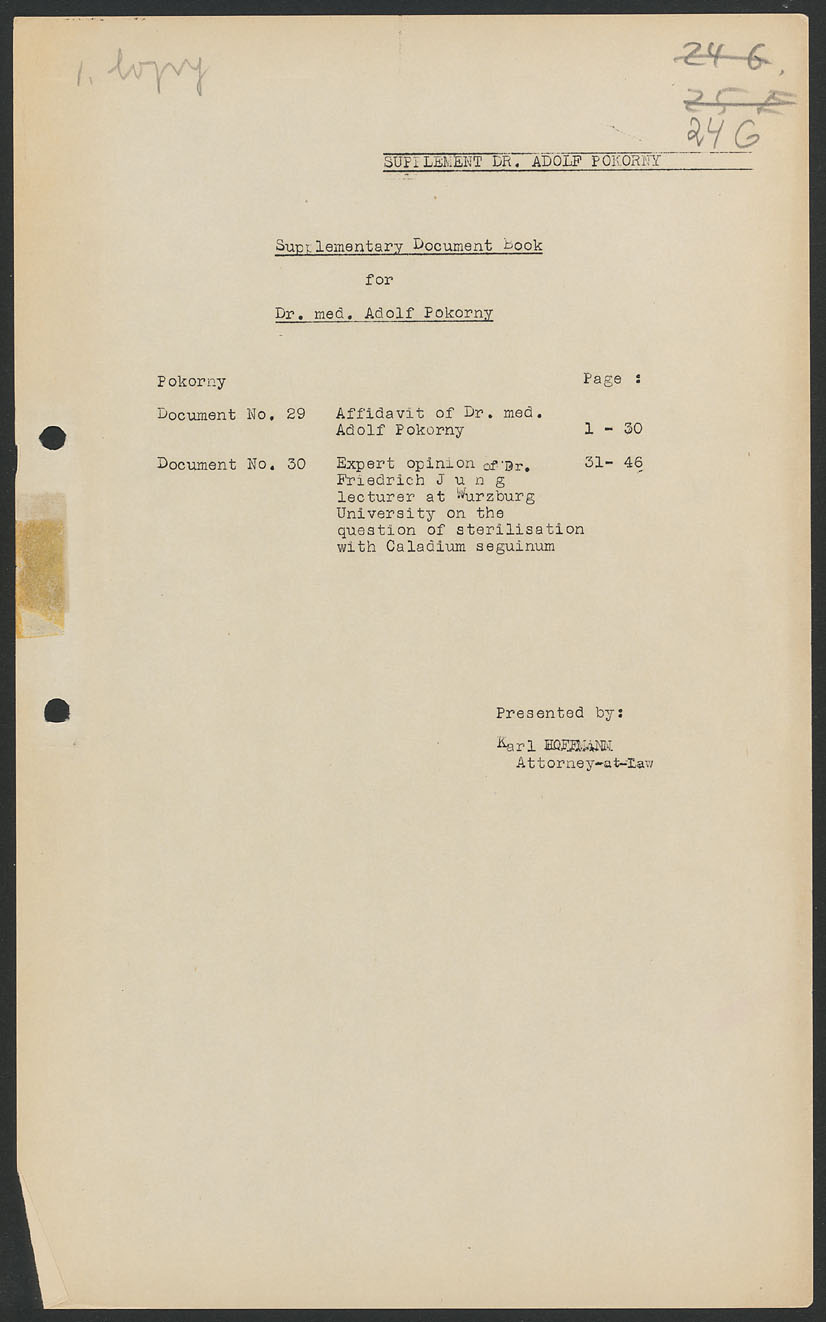 1. copy
24 G.
25 E
24 G
SUPPLEMENT DR. ADOLF POKORNY
Supplementary Document Book
for
Dr. med. Adolf Pokorny
Pokorny Page :
Document No. 29 Affidavit of Dr. med.
Adolf Pokorny 1 - 30
Document No. 30 Expert opinion of Dr. 31- 46
Friedrich J u n g
lecturer at Wurzburg
University on the
question of sterilisation
with Caladium seguinum
Presented by:
Karl HOFFMANN
Attorney-at-Law